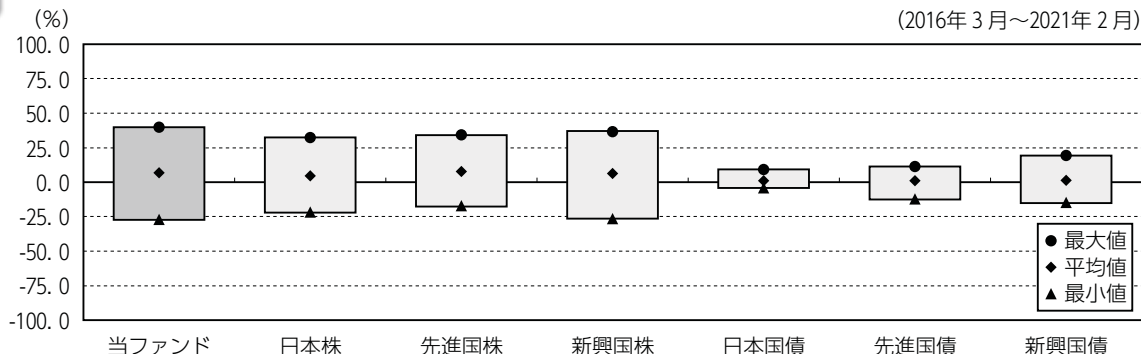 (%)
(2016年3月～2021年2月)
100.0
75.0
50.0
25.0
0.0
-25.0
-50.0
-75.0
-100.0
● 最大値
◆ 平均値
▲ 最小値
当ファンド 日本株 先進国株 新興国株 日本国債 先進国債 新興国債